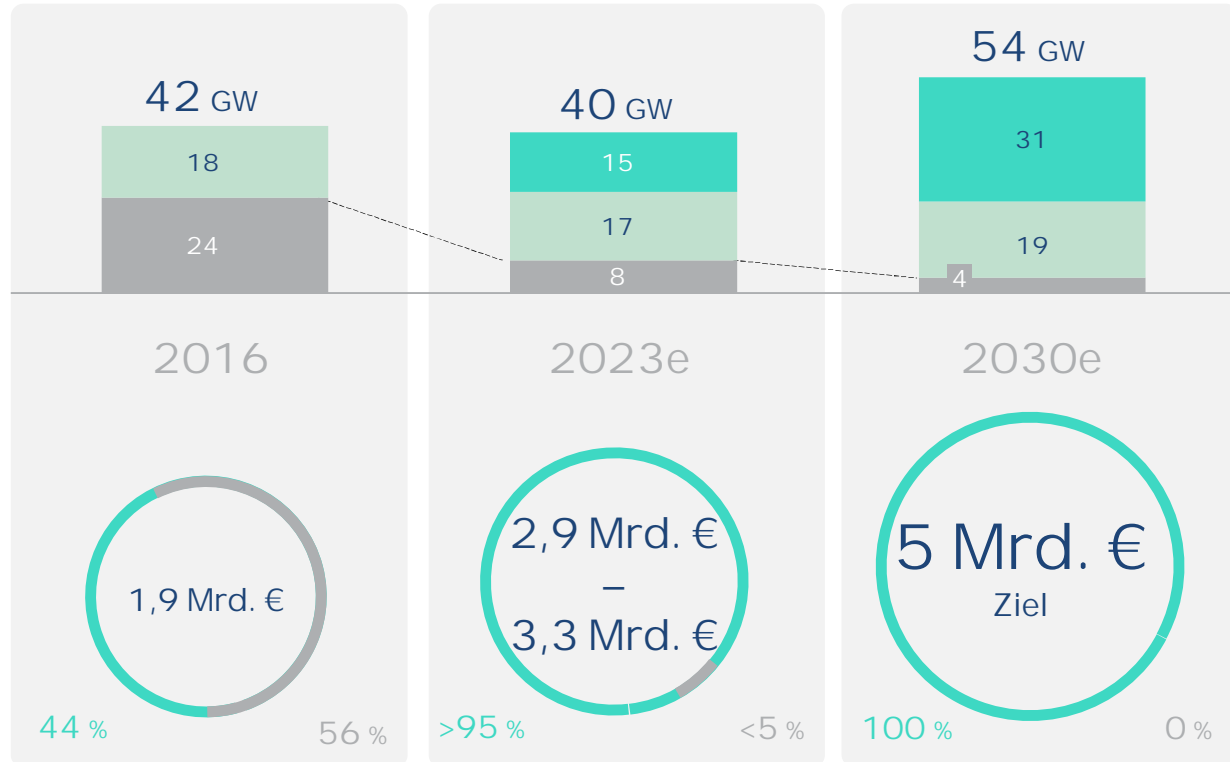 42 GW
18
24
2016
1,9 Mrd. €
44 %
56 %
40 GW
15
17
8
2023e
2,9 Mrd. €
–
3,3 Mrd. €
>95 %
<5 %
54 GW
31
19
4
2030e
5 Mrd. €
Ziel
100 %
0 %